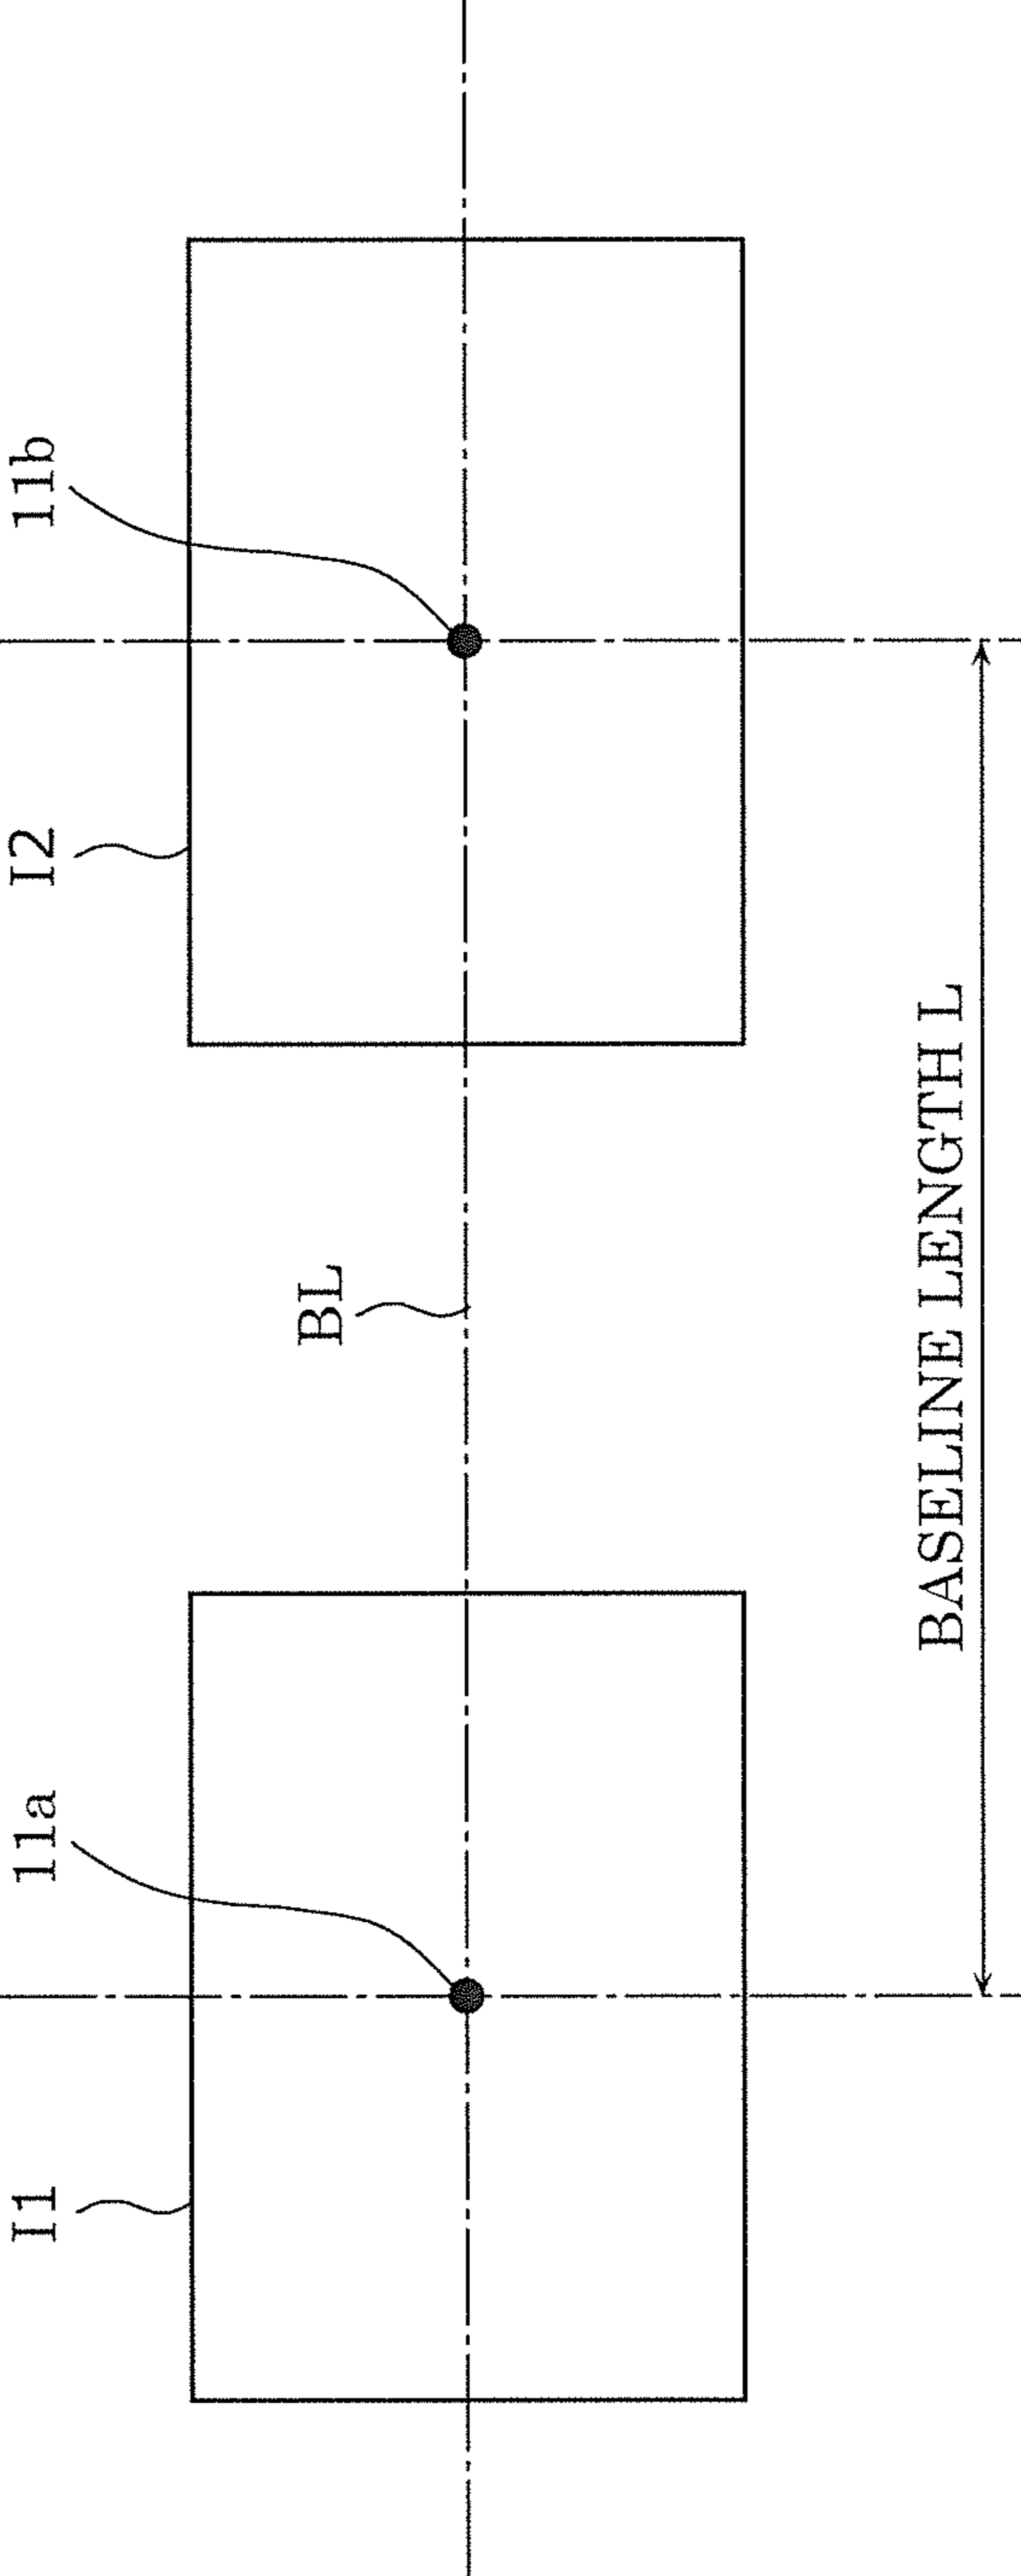 I1
11a
I2
11b
BL
BASELINE LENGTH L